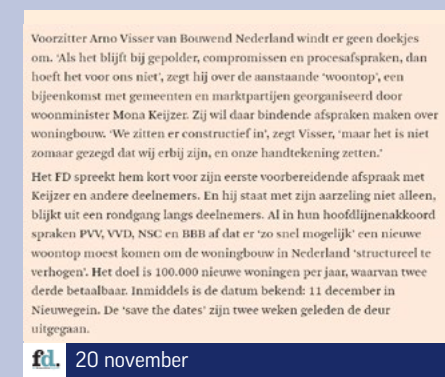 Voorzitter Arno Visser van Bouwend Nederland windt er geen doekjes
om. ‘Als het blijft bij gepolder, compromissen en procesafspraken, dan
hoeft het voor ons niet’, zegt hij over de aanstaande ‘woontop’, een
bijeenkomst met gemeenten en marktpartijen georganiseerd door
woonminister Mona Keijzer. Zij wil daar bindende afspraken maken over
woningbouw. ‘We zitten er constructief in’, zegt Visser, ‘maar het is niet
zomaar gezegd dat wij erbij zijn, en onze handtekening zetten.’
Het FD spreekt hem kort voor zijn eerste voorbereidende afspraak met
Keijzer en andere deelnemers. En hij staat met zijn aarzeling niet alleen,
blijkt uit een rondgang langs deelnemers. Al in hun hoofdlijnenakkoord
spraken PVV, VVD, NSC en BBB af dat er ‘zo snel mogelijk’ een nieuwe
woontop moest komen om de woningbouw in Nederland ‘structureel te
verhogen’. Het doel is 100.000 nieuwe woningen per jaar, waarvan twee
derde betaalbaar. Inmiddels is de datum bekend: 11 december in
Nieuwegein. De ‘save the dates’ zijn twee weken geleden de deur
uitgegaan.
fd. 20 november